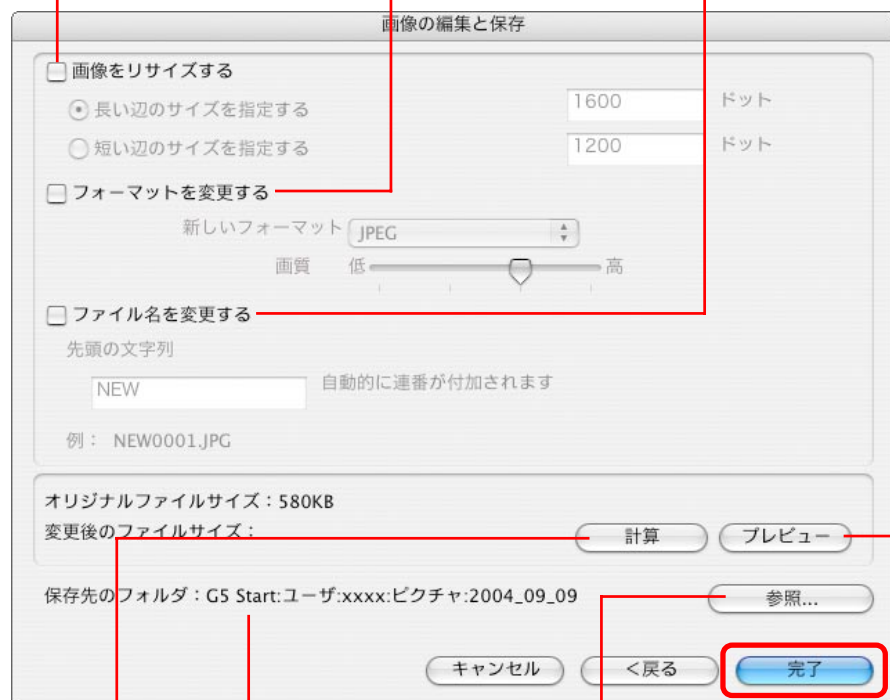 画像の編集と保存
画像をリサイズする
長い辺のサイズを指定する 1600 ドット
短い辺のサイズを指定する 1200 ドット
フォーマットを変更する
新しいフォーマット JPEG
画質 低 高
ファイル名を変更する
先頭の文字列
NEW 自動的に連番が付加されます
例： NEW0001.JPG
オリジナルファイルサイズ：580KB
変更後のファイルサイズ： 計算 プレビュー
保存先のフォルダ：G5 Start:ユーザ:xxxx:ピクチャ:2004_09_09 参照...
キャンセル <戻る 完了